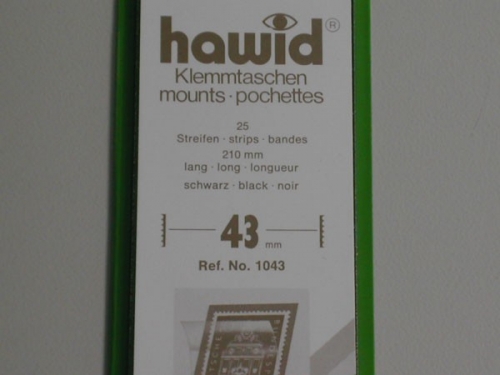 hawid®
Klemmtaschen
mounts · pochettes
25
Streifen · strips · bandes
210 mm
lang · long · longueur
schwarz · black · noir
43 mm
Ref. No. 1043